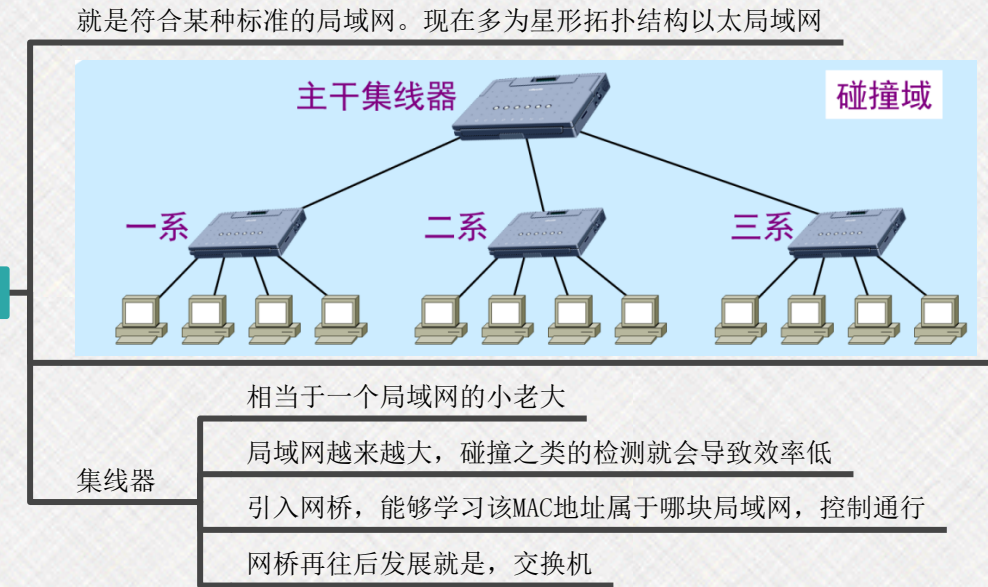 就是符合某种标准的局域网。现在多为星形拓扑结构以太局域网
主干集线器
碰撞域
一系
二系
三系
集线器
相当于一个局域网的小老大
局域网越来越大，碰撞之类的检测就会导致效率低
引入网桥，能够学习该MAC地址属于哪块局域网，控制通行
网桥再往后发展就是，交换机